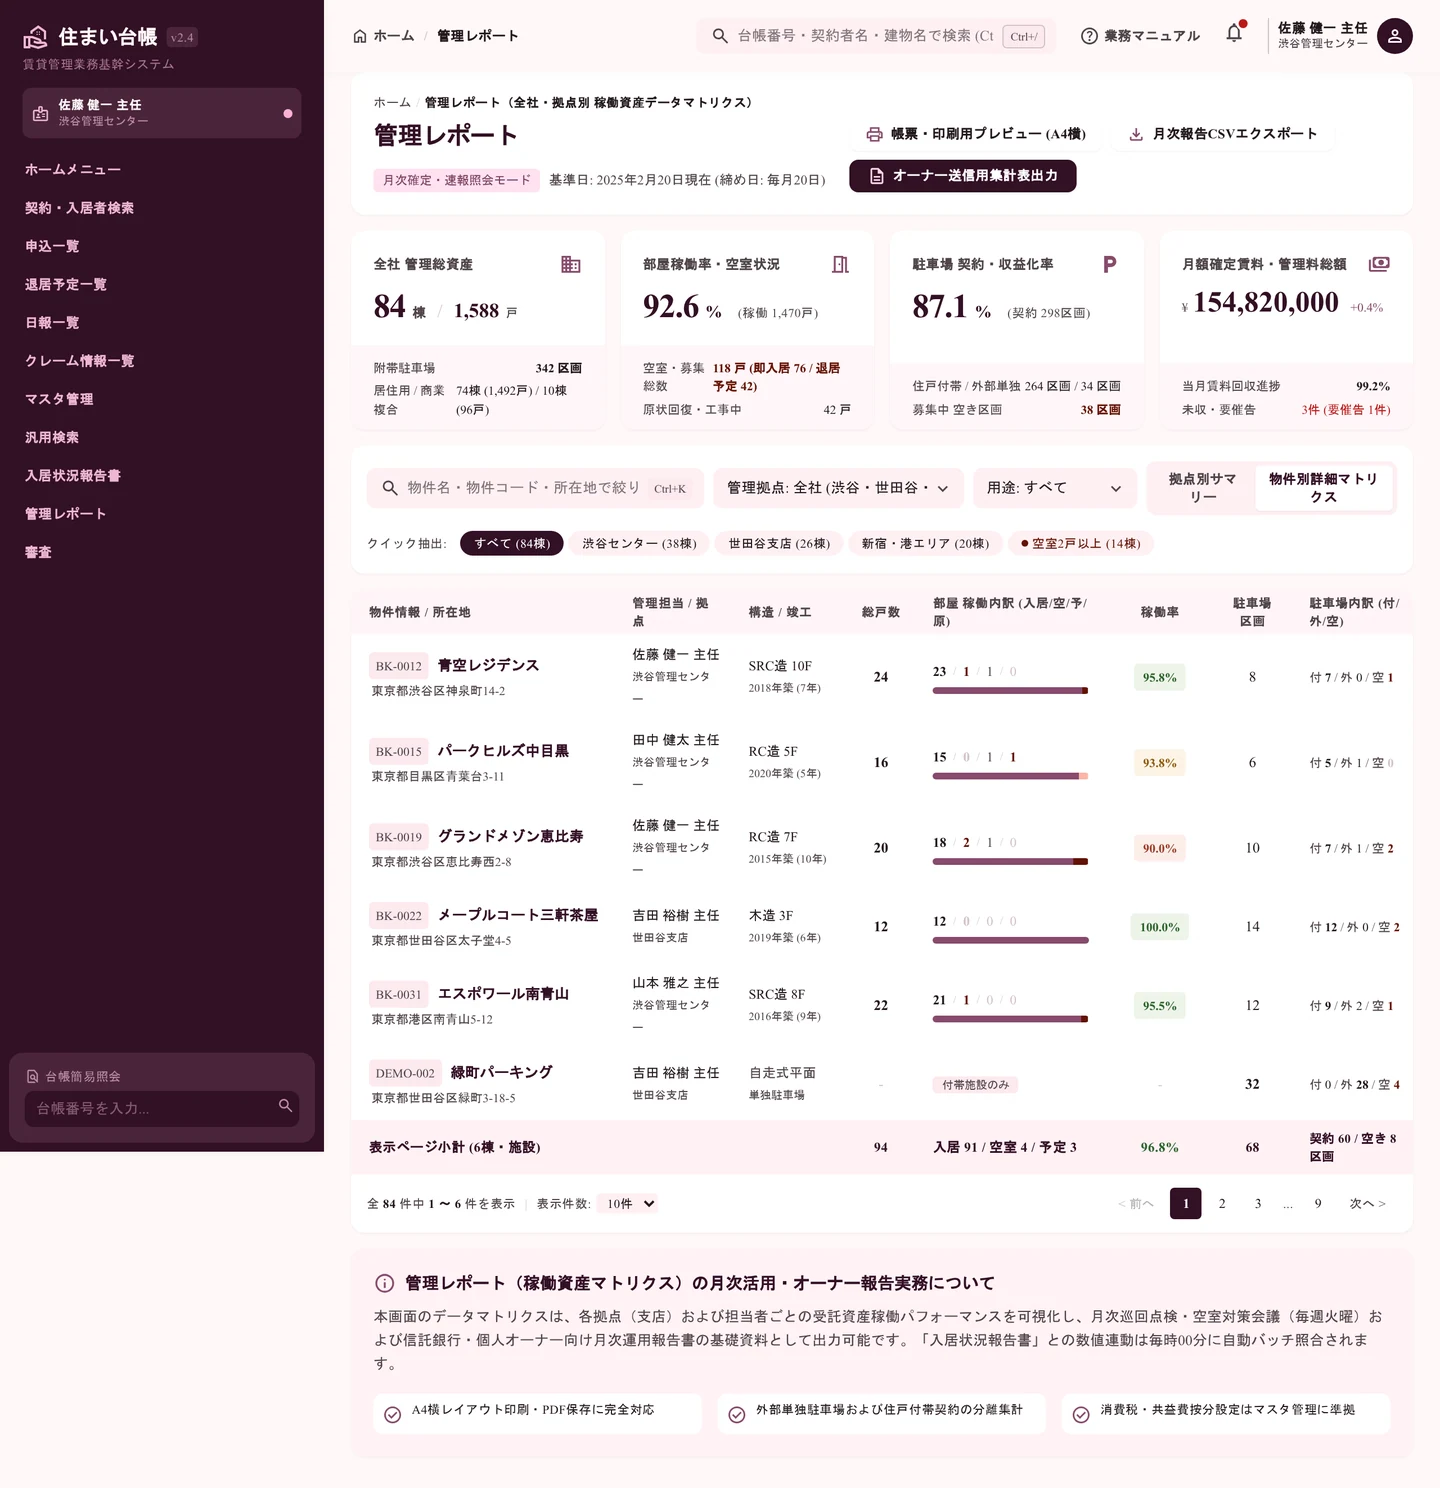 住まい台帳 v2.4
賃貸管理業務基幹システム
佐藤 健一 主任
渋谷管理センター
ホームメニュー
契約・入居者検索
申込一覧
退居予定一覧
日報一覧
クレーム情報一覧
マスタ管理
汎用検索
入居状況報告書
管理レポート
審査
台帳簡易照会
台帳番号を入力...
ホーム / 管理レポート
台帳番号・契約者名・建物名で検索 (Ct Ctrl+/
業務マニュアル
佐藤 健一 主任
渋谷管理センター
ホーム / 管理レポート（全社・拠点別 稼働資産データマトリクス）
管理レポート
月次確定・速報照会モード 基準日: 2025年2月20日現在 (締め日: 毎月20日)
帳票・印刷用プレビュー (A4横)
月次報告CSVエクスポート
オーナー送信用集計表出力
全社 管理総資産
84 棟 / 1,588 戸
附帯駐車場 342 区画
居住用 / 商業 74棟 (1,492戸) / 10棟
複合 (96戸)
部屋稼働率・空室状況
92.6 % (稼働 1,470戸)
空室・募集 118 戸 (即入居 76 / 退居
総数 予定 42)
原状回復・工事中 42 戸
駐車場 契約・収益化率
87.1 % (契約 298区画)
住戸付帯 / 外部単独 264 区画 / 34 区画
募集中 空き区画 38 区画
月額確定賃料・管理料総額
¥ 154,820,000 +0.4%
当月賃料回収進捗 99.2%
未収・要催告 3件 (要催告 1件)
物件名・物件コード・所在地で絞り Ctrl+K
管理拠点: 全社 (渋谷・世田谷・
用途: すべて
拠点別サマ
リー
物件別詳細マトリ
クス
クイック抽出: すべて (84棟) 渋谷センター (38棟) 世田谷支店 (26棟) 新宿・港エリア (20棟) 空室2戸以上 (14棟)
物件情報 / 所在地 管理担当 / 拠 構造 / 竣工 総戸数 部屋 稼働内訳 (入居/空/予/ 稼働率 駐車場 駐車場内訳 (付/
点 原) 区画 外/空)
BK-0012 青空レジデンス 佐藤 健一 主任 SRC造 10F 24 23 / 1 / 1 / 0 95.8% 8 付 7 / 外 0 / 空 1
東京都渋谷区神泉町14-2 渋谷管理センタ 2018年築 (7年)
ー
BK-0015 パークヒルズ中目黒 田中 健太 主任 RC造 5F 16 15 / 0 / 1 / 1 93.8% 6 付 5 / 外 1 / 空 0
東京都目黒区青葉台3-11 渋谷管理センタ 2020年築 (5年)
ー
BK-0019 グランドメゾン恵比寿 佐藤 健一 主任 RC造 7F 20 18 / 2 / 1 / 0 90.0% 10 付 7 / 外 1 / 空 2
東京都渋谷区恵比寿西2-8 渋谷管理センタ 2015年築 (10年)
ー
BK-0022 メープルコート三軒茶屋 吉田 裕樹 主任 木造 3F 12 12 / 0 / 0 / 0 100.0% 14 付 12 / 外 0 / 空 2
東京都世田谷区太子堂4-5 世田谷支店 2019年築 (6年)
BK-0031 エスポワール南青山 山本 雅之 主任 SRC造 8F 22 21 / 1 / 0 / 0 95.5% 12 付 9 / 外 2 / 空 1
東京都港区南青山5-12 渋谷管理センタ 2016年築 (9年)
ー
DEMO-002 緑町パーキング 吉田 裕樹 主任 自走式平面 - 付帯施設のみ - 32 付 0 / 外 28 / 空 4
東京都世田谷区緑町3-18-5 世田谷支店 単独駐車場
表示ページ小計 (6棟・施設) 94 入居 91 / 空室 4 / 予定 3 96.8% 68 契約 60 / 空き 8
区画
全 84 件中 1 〜 6 件を表示 | 表示件数: 10件
< 前へ 1 2 3 ... 9 次へ >
管理レポート（稼働資産マトリクス）の月次活用・オーナー報告実務について
本画面のデータマトリクスは、各拠点（支店）および担当者ごとの受託資産稼働パフォーマンスを可視化し、月次巡回点検・空室対策会議（毎週火曜）お
よび信託銀行・個人オーナー向け月次運用報告書の基礎資料として出力可能です。「入居状況報告書」との数値連動は毎時00分に自動バッチ照合されま
す。
A4横レイアウト印刷・PDF保存に完全対応
外部単独駐車場および住戸付帯契約の分離集計
消費税・共益費按分設定はマスタ管理に準拠